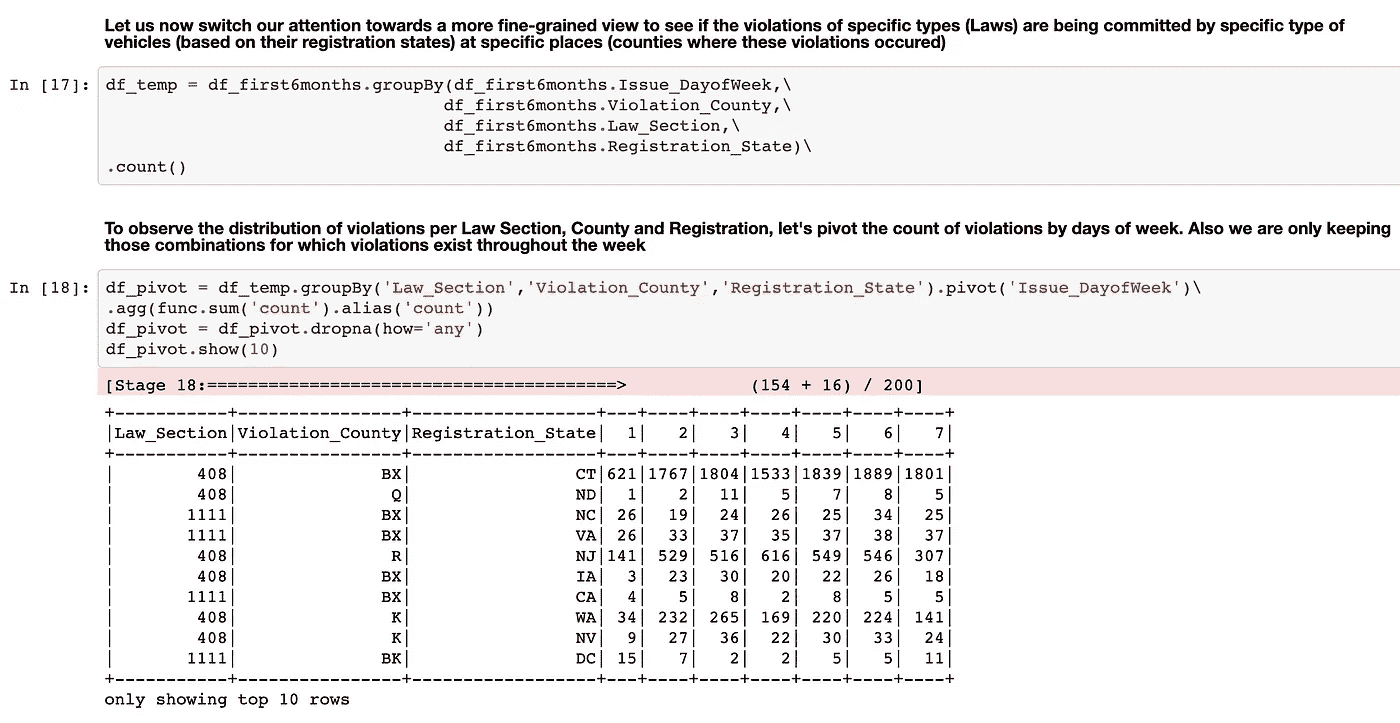 Let us now switch our attention towards a more fine-grained view to see if the violations of specific types (Laws) are being committed by specific type of
vehicles (based on their registration states) at specific places (counties where these violations occured)
In [17]: df_temp = df_first6months.groupBy(df_first6months.Issue_DayofWeek,\
df_first6months.Violation_County,\
df_first6months.Law_Section,\
df_first6months.Registration_State)\
.count()
To observe the distribution of violations per Law Section, County and Registration, let's pivot the count of violations by days of week. Also we are only keeping
those combinations for which violations exist throughout the week
In [18]: df_pivot = df_temp.groupBy('Law_Section','Violation_County','Registration_State').pivot('Issue_DayofWeek')\
.agg(func.sum('count').alias('count'))
df_pivot = df_pivot.dropna(how='any')
df_pivot.show(10)
[Stage 18:========================================> (154 + 16) / 200]
+-----------+----------------+------------------+---+----+----+----+----+----+----+
|Law_Section|Violation_County|Registration_State| 1| 2| 3| 4| 5| 6| 7|
+-----------+----------------+------------------+---+----+----+----+----+----+----+
| 408| BX| CT|621|1767|1804|1533|1839|1889|1801|
| 408| Q| ND| 1| 2| 11| 5| 7| 8| 5|
| 1111| BX| NC| 26| 19| 24| 26| 25| 34| 25|
| 1111| BX| VA| 26| 33| 37| 35| 37| 38| 37|
| 408| R| NJ|141| 529| 516| 616| 549| 546| 307|
| 408| BX| IA| 3| 23| 30| 20| 22| 26| 18|
| 1111| BX| CA| 4| 5| 8| 2| 8| 5| 5|
| 408| K| WA| 34| 232| 265| 169| 220| 224| 141|
| 408| K| NV| 9| 27| 36| 22| 30| 33| 24|
| 1111| BK| DC| 15| 7| 2| 2| 5| 5| 11|
+-----------+----------------+------------------+---+----+----+----+----+----+----+
only showing top 10 rows